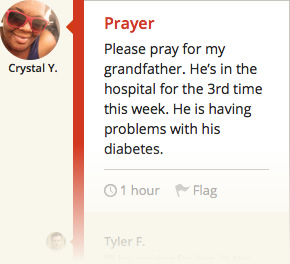 Prayer
Crystal Y.
Please pray for my
grandfather. He’s in the
hospital for the 3rd time
this week. He is having
problems with his
diabetes.
1 hour Flag
Tyler F.